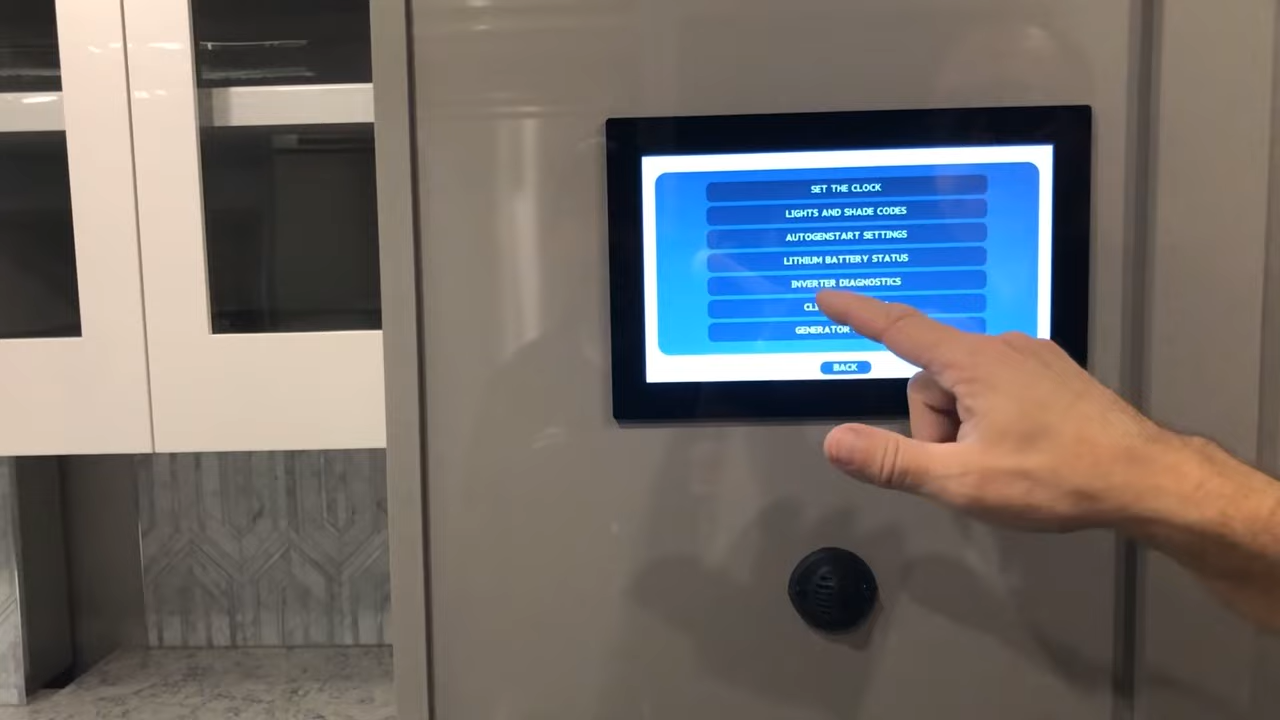 SET THE CLOCK
LIGHTS AND SHADE CODES
AUTOGENSTART SETTINGS
LITHIUM BATTERY STATUS
INVERTER DIAGNOSTICS
GENERATOR
BACK